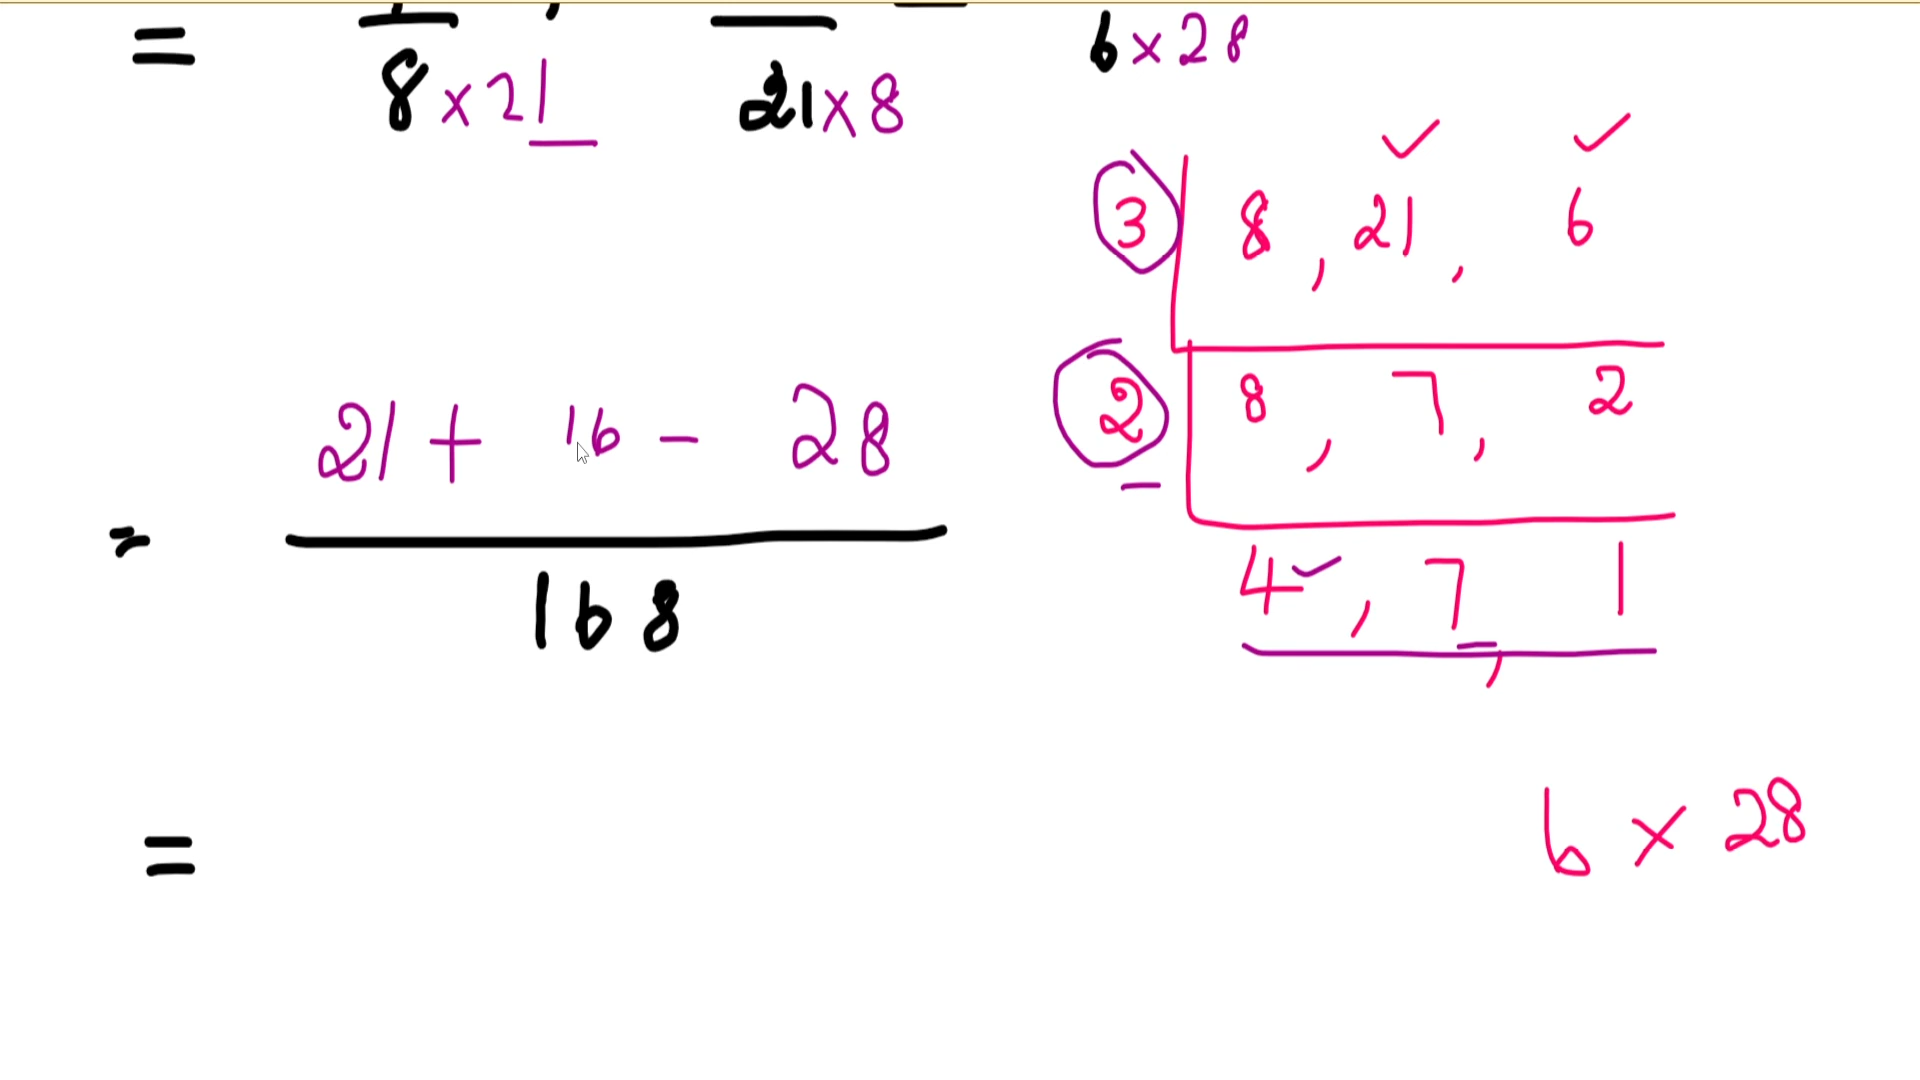 =
8 × 21
21 × 8
6 × 28
3 | 8, 21, 6
2 | 8, 7, 2
4, 7, 1
= 21 + 16 - 28
168
6 × 28
=